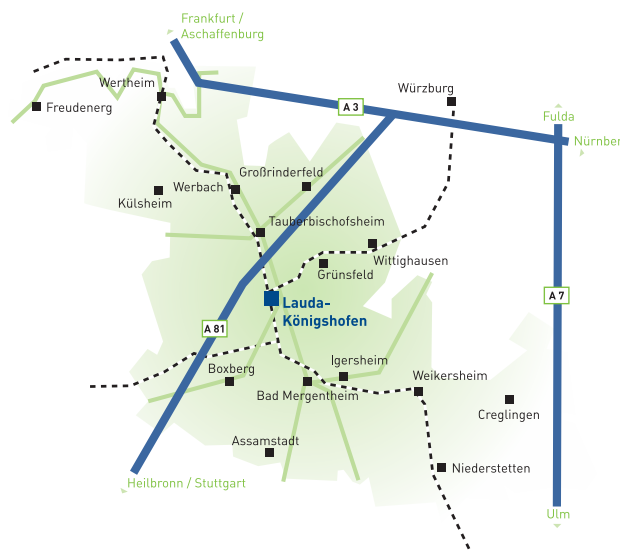 Frankfurt /
Aschaffenburg
Wertheim
Freudenerg
A 3
Würzburg
Fulda
Nürnber
Großrinderfeld
Werbach
Külsheim
Tauberbischofsheim
Wittighausen
Grünsfeld
A 7
Lauda-
Königshofen
A 81
Igersheim
Boxberg
Weikersheim
Bad Mergentheim
Creglingen
Assamstadt
Niederstetten
Heilbronn / Stuttgart
Ulm